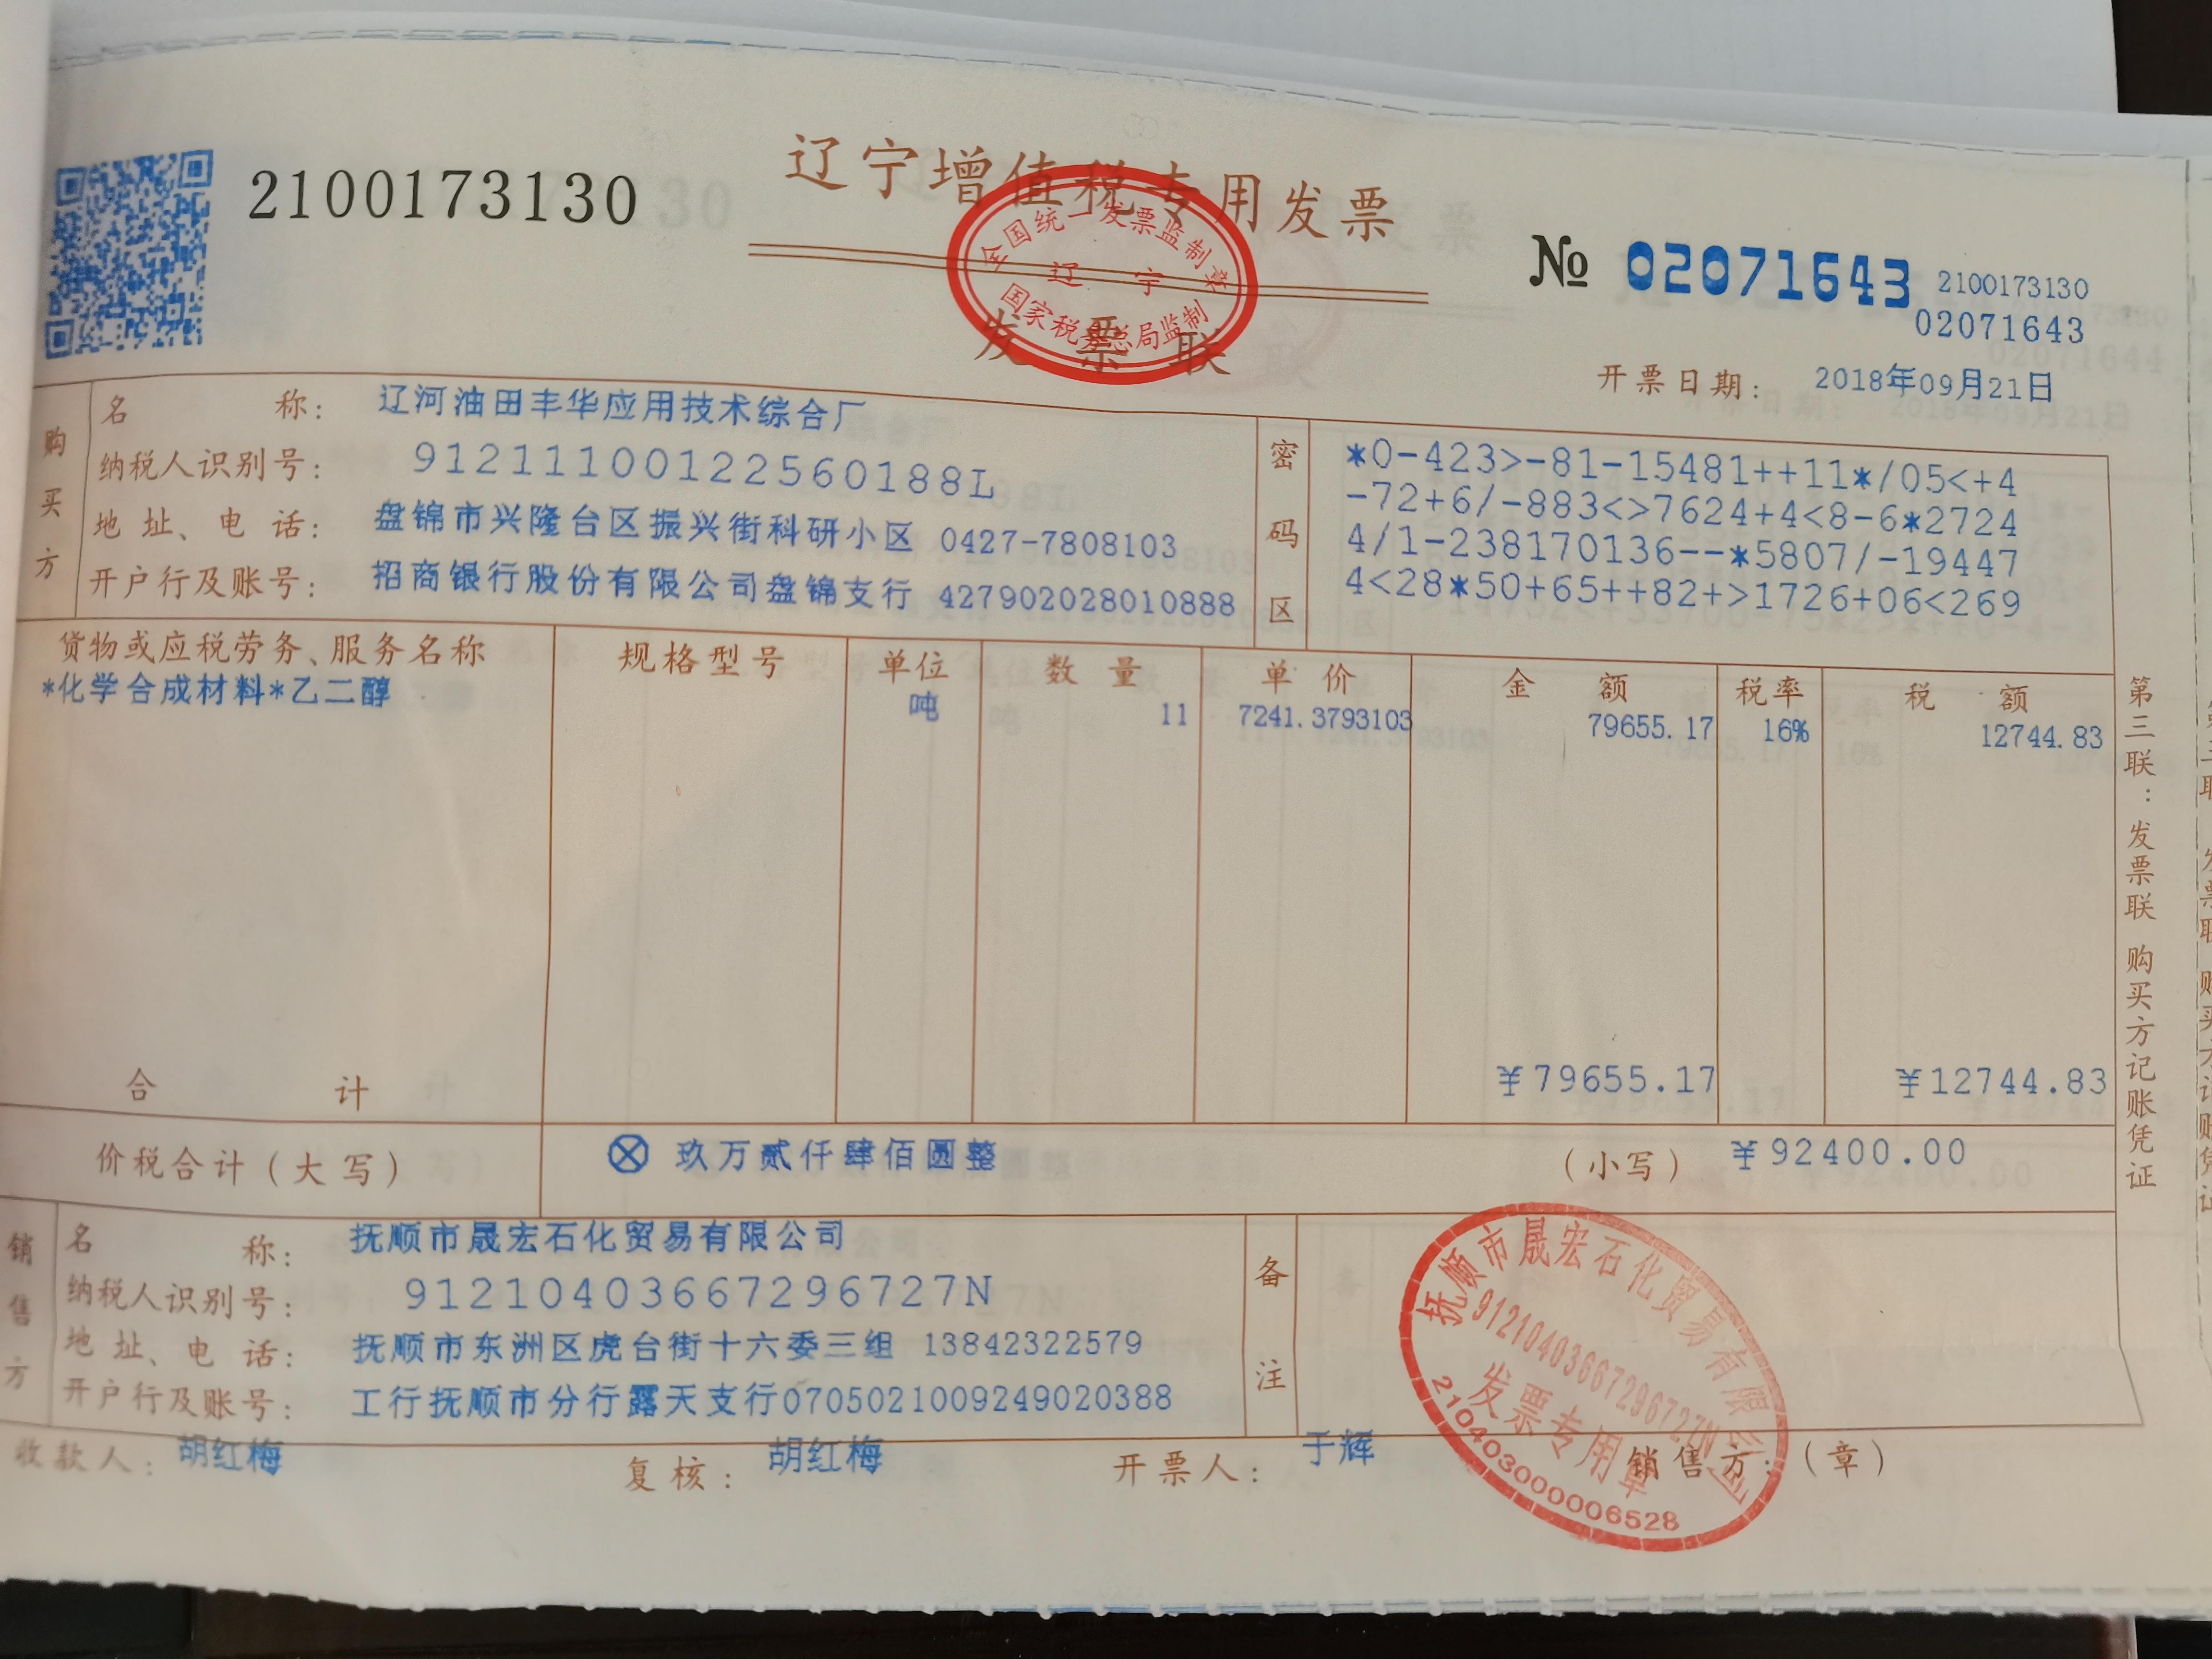 2100173130
辽宁增值税专用发票
全国统一发票监制章
辽宁
国家税务总局监制
发票联
№ 02071643
2100173130
02071643
开票日期: 2018年09月21日
购买方
名称: 辽河油田丰华应用技术综合厂
纳税人识别号: 91211100122560188L
地址、电话: 盘锦市兴隆台区振兴街科研小区 0427-7808103
开户行及账号: 招商银行股份有限公司盘锦支行 427902028010888
密码区
*0-423>-81-15481++11*/05<+4
-72+6/-883<>7624+4<8-6*2724
4/1-238170136--*5807/-19447
4<28*50+65++82+>1726+06<269
货物或应税劳务、服务名称 规格型号 单位 数量 单价 金额 税率 税额
*化学合成材料*乙二醇 吨 11 7241.3793103 79655.17 16% 12744.83
合计 ¥79655.17 ¥12744.83
价税合计(大写) ⊗玖万贰仟肆佰圆整 (小写) ¥92400.00
销售方
名称: 抚顺市晟宏石化贸易有限公司
纳税人识别号: 91210403667296727N
地址、电话: 抚顺市东洲区虎台街十六委三组 13842322579
开户行及账号: 工行抚顺市分行露天支行0705021009249020388
备注
抚顺市晟宏石化贸易有限公司
91210403667296727N
发票专用章
210403000006528
收款人: 胡红梅 复核: 胡红梅 开票人: 于辉 销售方:(章)
第三联:发票联 购买方记账凭证